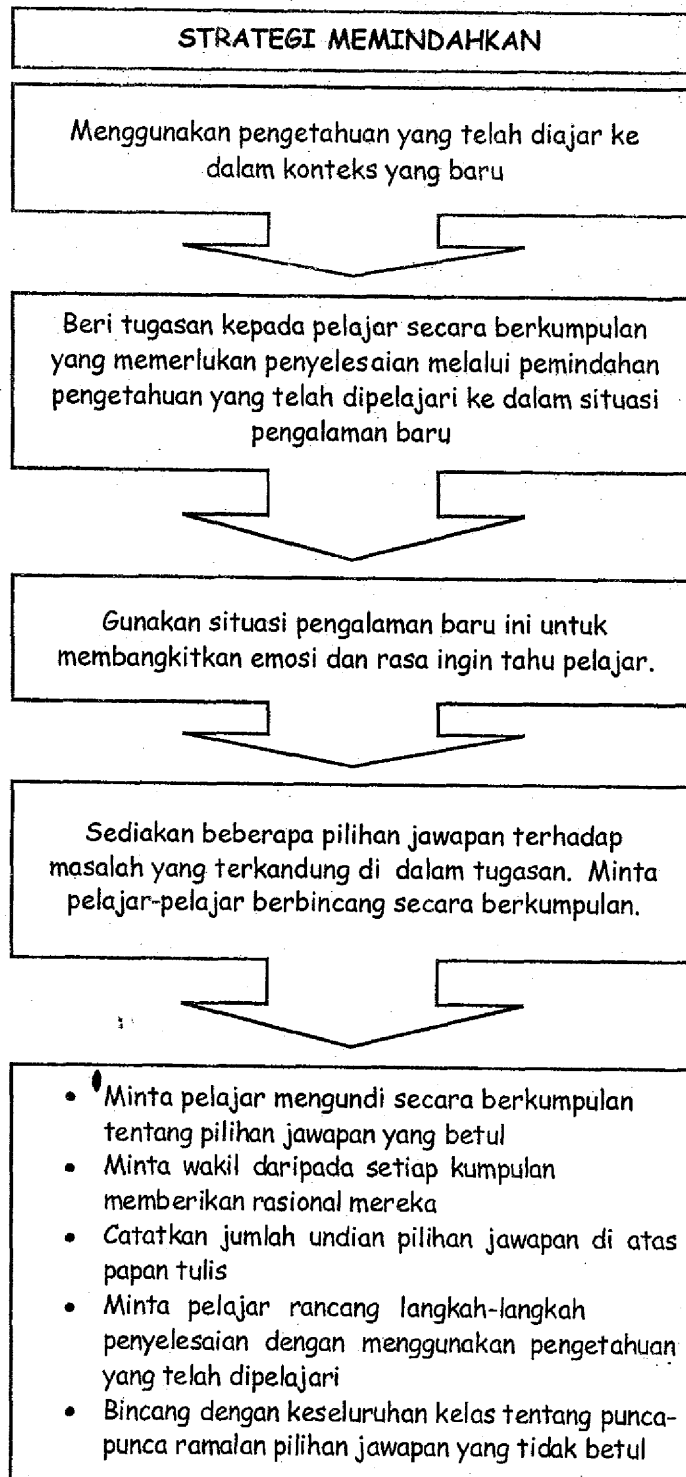 STRATEGI MEMINDAHKAN
Menggunakan pengetahuan yang telah diajar ke
dalam konteks yang baru
Beri tugasan kepada pelajar secara berkumpulan
yang memerlukan penyelesaian melalui pemindahan
pengetahuan yang telah dipelajari ke dalam situasi
pengalaman baru
Gunakan situasi pengalaman baru ini untuk
membangkitkan emosi dan rasa ingin tahu pelajar.
Sediakan beberapa pilihan jawapan terhadap
masalah yang terkandung di dalam tugasan. Minta
pelajar-pelajar berbincang secara berkumpulan.
• Minta pelajar mengundi secara berkumpulan
tentang pilihan jawapan yang betul
• Minta wakil daripada setiap kumpulan
memberikan rasional mereka
• Catatkan jumlah undian pilihan jawapan di atas
papan tulis
• Minta pelajar rancang langkah-langkah
penyelesaian dengan menggunakan pengetahuan
yang telah dipelajari
• Bincang dengan keseluruhan kelas tentang punca-
punca ramalan pilihan jawapan yang tidak betul